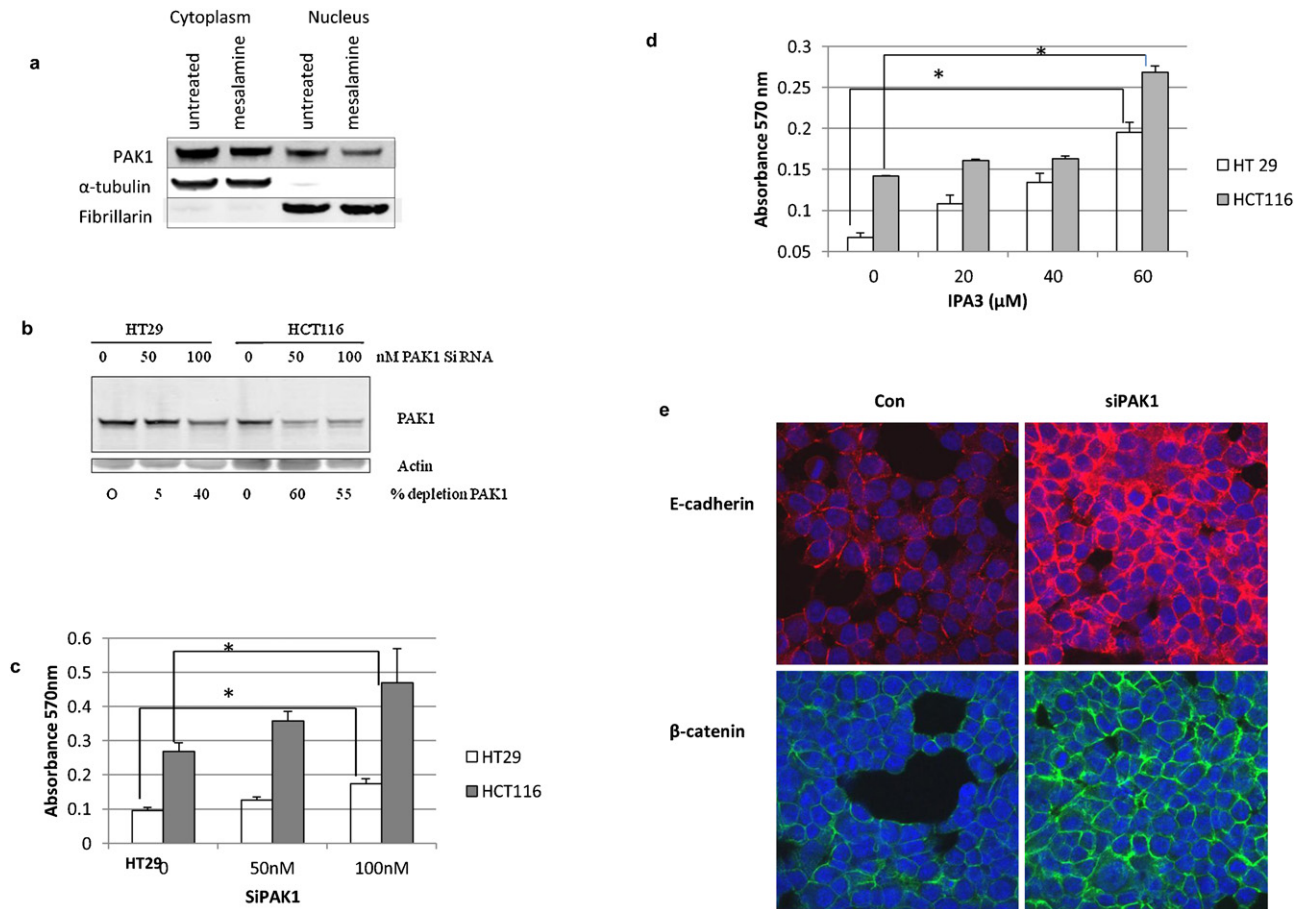 a
Cytoplasm Nucleus
untreated mesalamine untreated mesalamine
PAK1
α-tubulin
Fibrillarin
b
HT29 HCT116
0 50 100 0 50 100 nM PAK1 SiRNA
PAK1
Actin
O 5 40 0 60 55 % depletion PAK1
c
Absorbance 570nm
0.6
0.5
0.4
0.3
0.2
0.1
0
*
*
HT29
HCT116
HT29 0 50nM 100nM
SiPAK1
d
Absorbance 570 nm
0.3
0.25
0.2
0.15
0.1
0.05
*
*
HT 29
HCT116
0 20 40 60
IPA3 (μM)
e
Con siPAK1
E-cadherin
β-catenin